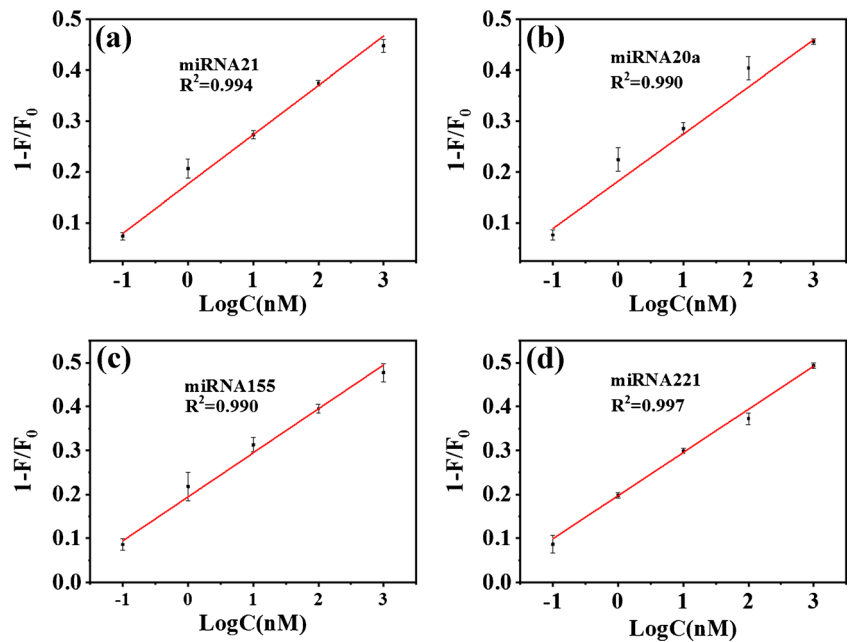 (a)
miRNA21
R²=0.994
0.5
0.4
0.3
0.2
0.1
1-F/F₀
-1 0 1 2 3
LogC(nM)
(b)
miRNA20a
R²=0.990
0.5
0.4
0.3
0.2
0.1
1-F/F₀
-1 0 1 2 3
LogC(nM)
(c)
miRNA155
R²=0.990
0.5
0.4
0.3
0.2
0.1
0.0
1-F/F₀
-1 0 1 2 3
LogC(nM)
(d)
miRNA221
R²=0.997
0.5
0.4
0.3
0.2
0.1
0.0
1-F/F₀
-1 0 1 2 3
LogC(nM)